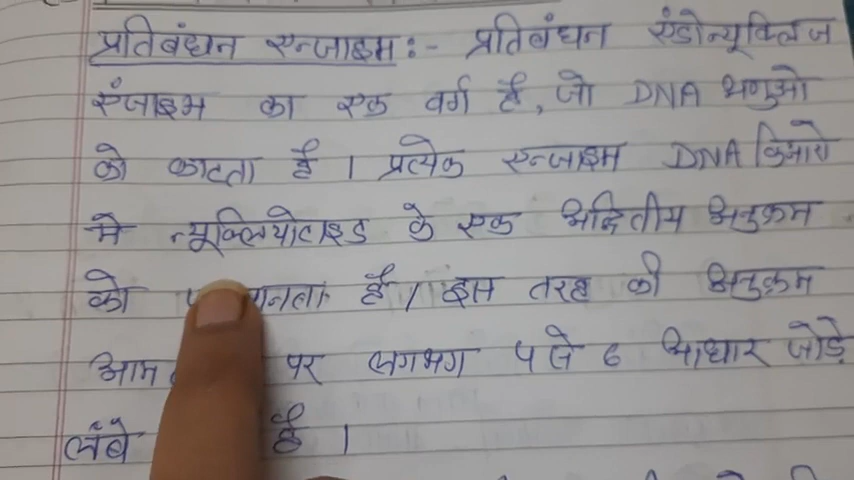 प्रतिबंधन एन्जाइम :- प्रतिबंधन एंडोन्यूक्लिज
एंजाइम का एक वर्ग है, जो DNA अणुओ
को काटता है । प्रत्येक एन्जाइम DNA
मे न्यूक्लियोटाइड के एक अद्वितीय अनुक्रम
को है । इस तरह की अनुक्रम
पर लगभग 4 से 6 आधार जोड़े
लंबे है ।